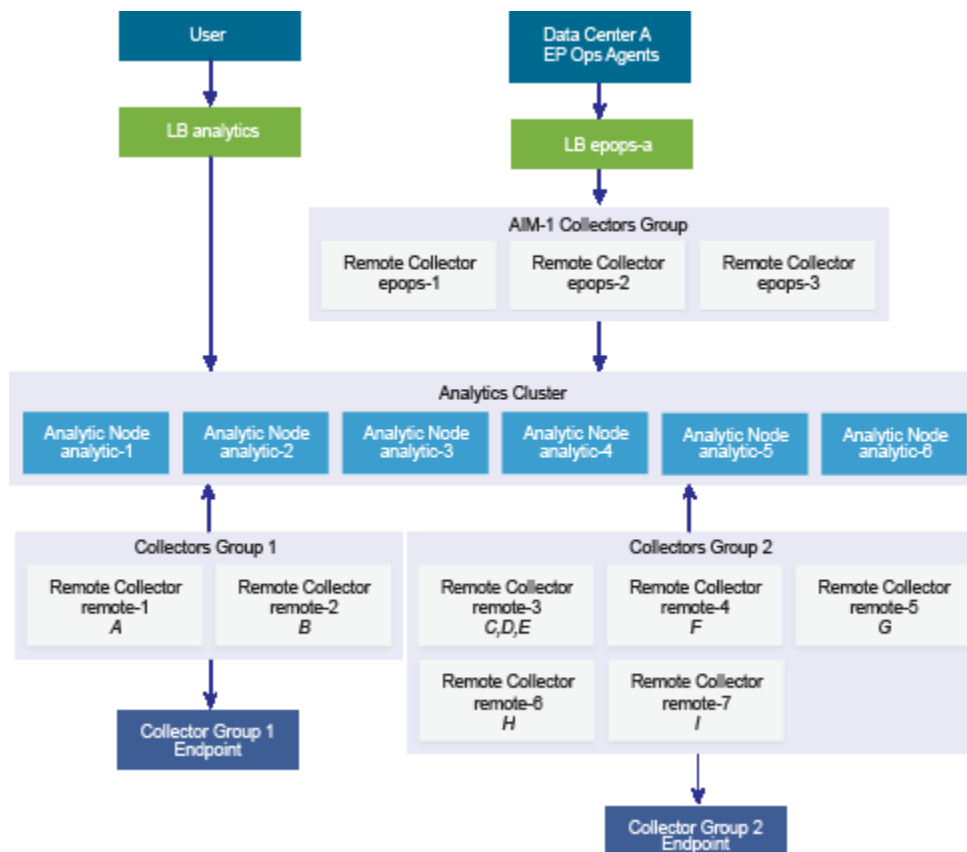 User
Data Center A
EP Ops Agents
LB analytics
LB epops-a
AIM-1 Collectors Group
Remote Collector
epops-1
Remote Collector
epops-2
Remote Collector
epops-3
Analytics Cluster
Analytic Node
analytic-1
Analytic Node
analytic-2
Analytic Node
analytic-3
Analytic Node
analytic-4
Analytic Node
analytic-5
Analytic Node
analytic-6
Collectors Group 1
Remote Collector
remote-1
A
Remote Collector
remote-2
B
Collectors Group 2
Remote Collector
remote-3
C,D,E
Remote Collector
remote-4
F
Remote Collector
remote-5
G
Remote Collector
remote-6
H
Remote Collector
remote-7
I
Collector Group 1
Endpoint
Collector Group 2
Endpoint